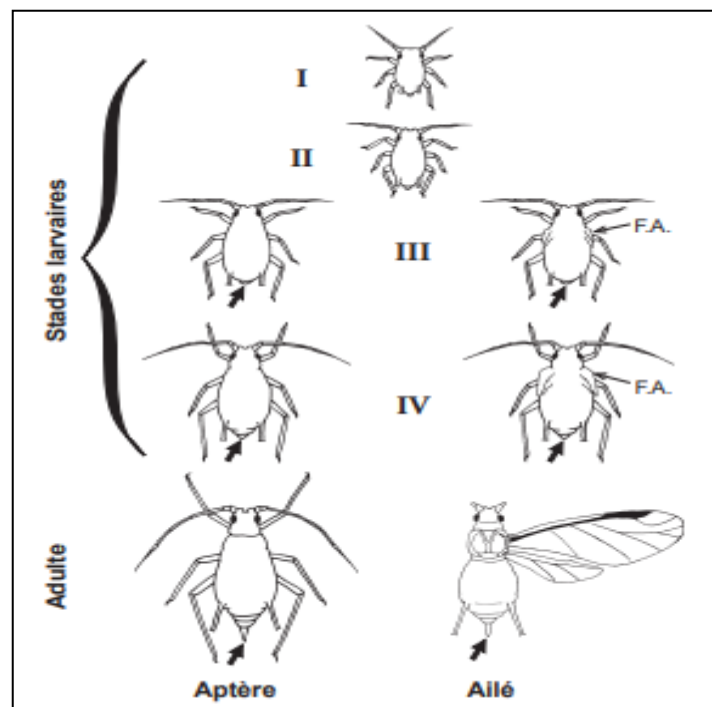 I
II
Stades larvaires
III
F.A.
IV
F.A.
Adulte
Aptère
Ailé